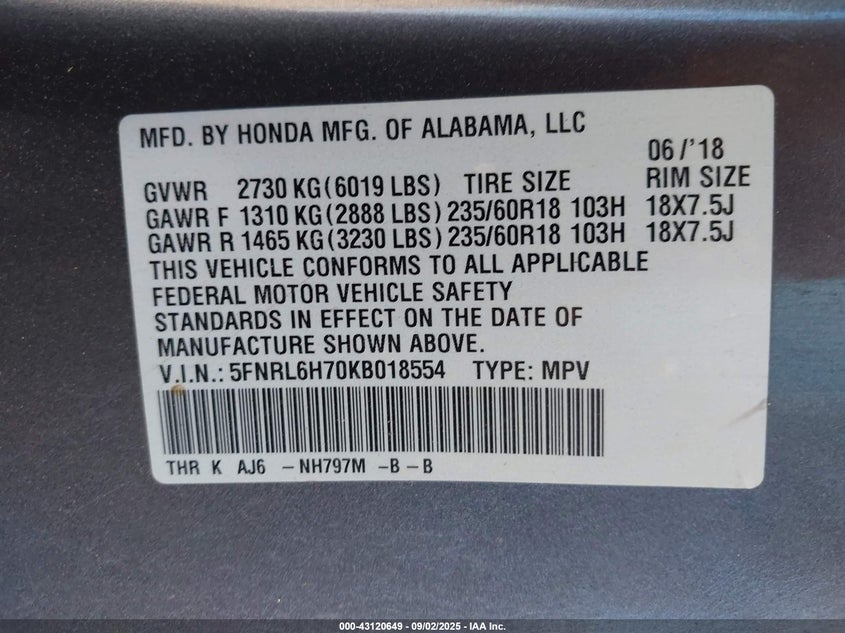 MFD. BY HONDA MFG. OF ALABAMA, LLC
06/'18
GVWR 2730 KG(6019 LBS) TIRE SIZE RIM SIZE
GAWR F 1310 KG(2888 LBS) 235/60R18 103H 18X7.5J
GAWR R 1465 KG(3230 LBS) 235/60R18 103H 18X7.5J
THIS VEHICLE CONFORMS TO ALL APPLICABLE
FEDERAL MOTOR VEHICLE SAFETY
STANDARDS IN EFFECT ON THE DATE OF
MANUFACTURE SHOWN ABOVE.
V.I.N.: 5FNRL6H70KB018554 TYPE: MPV
THR K AJ6 -NH797M -B-B
000-43120649 - 09/02/2025 - IAA Inc.